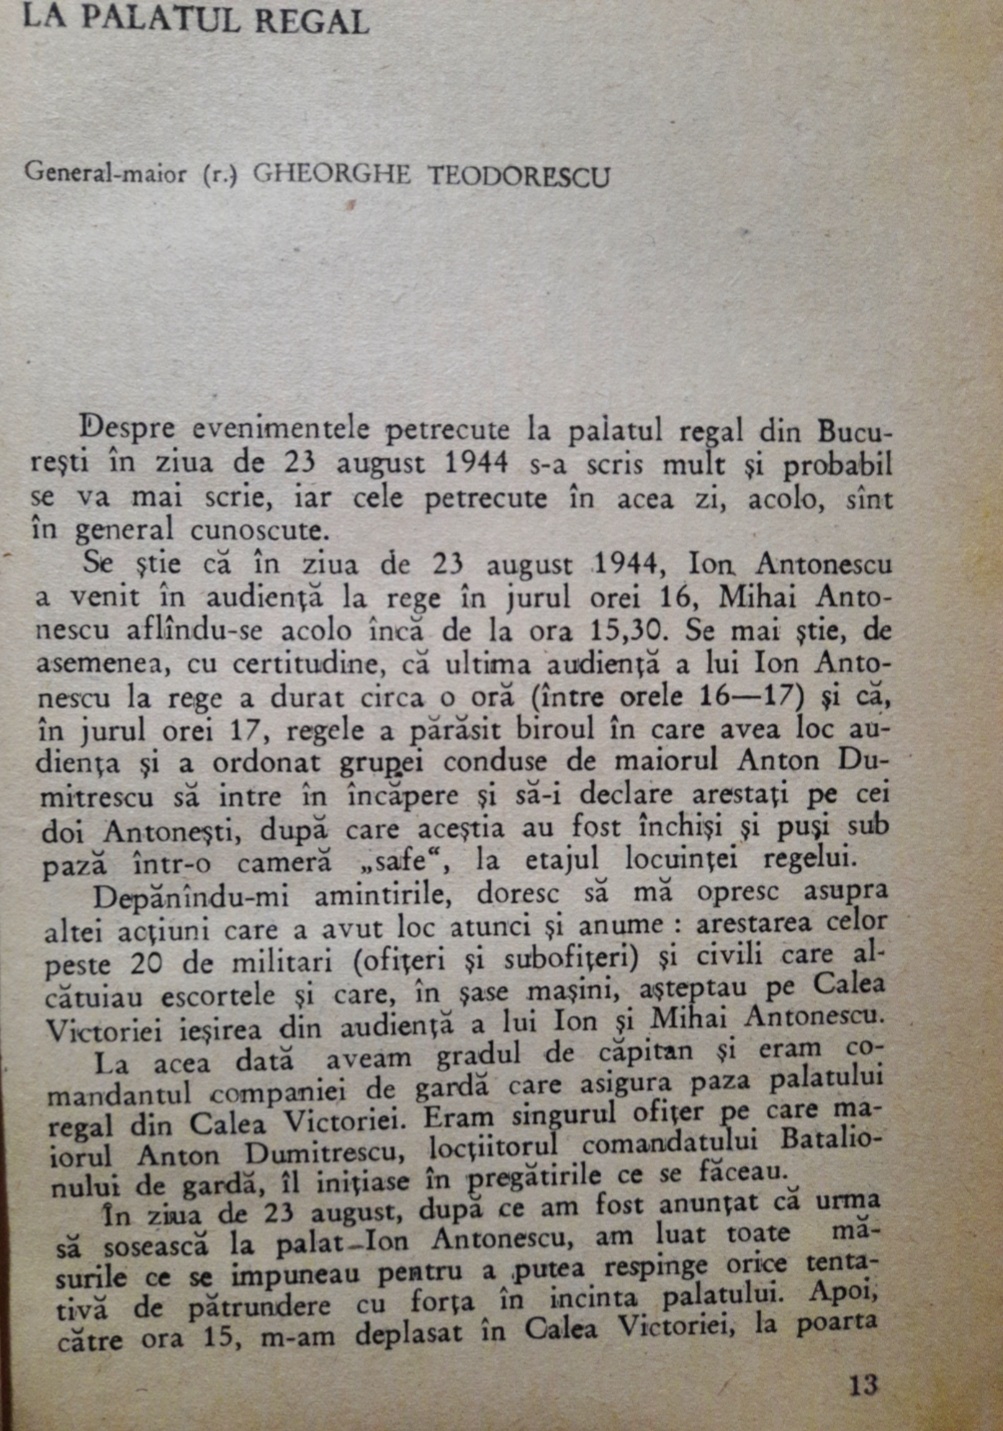 LA PALATUL REGAL
General-maior (r.) GHEORGHE TEODORESCU
Despre evenimentele petrecute la palatul regal din Bucu-
rești în ziua de 23 august 1944 s-a scris mult și probabil
se va mai scrie, iar cele petrecute în acea zi, acolo, sînt
în general cunoscute.
Se știe că în ziua de 23 august 1944, Ion Antonescu
a venit în audiență la rege în jurul orei 16, Mihai Anto-
nescu aflîndu-se acolo încă de la ora 15,30. Se mai știe, de
asemenea, cu certitudine, că ultima audiență a lui Ion Anto-
nescu la rege a durat circa o oră (între orele 16—17) și că,
în jurul orei 17, regele a părăsit biroul în care avea loc au-
diența și a ordonat grupei conduse de maiorul Anton Du-
mitrescu să intre în încăpere și să-i declare arestați pe cei
doi Antonești, după care aceștia au fost închiși și puși sub
pază într-o cameră „safe“, la etajul locuinței regelui.
Depănîndu-mi amintirile, doresc să mă opresc asupra
altei acțiuni care a avut loc atunci și anume : arestarea celor
peste 20 de militari (ofițeri și subofițeri) și civili care al-
cătuiau escortele și care, în șase mașini, așteptau pe Calea
Victoriei ieșirea din audiență a lui Ion și Mihai Antonescu.
La acea dată aveam gradul de căpitan și eram co-
mandantul companiei de gardă care asigura paza palatului
regal din Calea Victoriei. Eram singurul ofițer pe care ma-
iorul Anton Dumitrescu, locțiitorul comandatului Batalio-
nului de gardă, îl inițiase în pregătirile ce se făceau.
În ziua de 23 august, după ce am fost anunțat că urma
să sosească la palat Ion Antonescu, am luat toate mă-
surile ce se impuneau pentru a putea respinge orice tenta-
tivă de pătrundere cu forța în incinta palatului. Apoi,
către ora 15, m-am deplasat în Calea Victoriei, la poarta
13